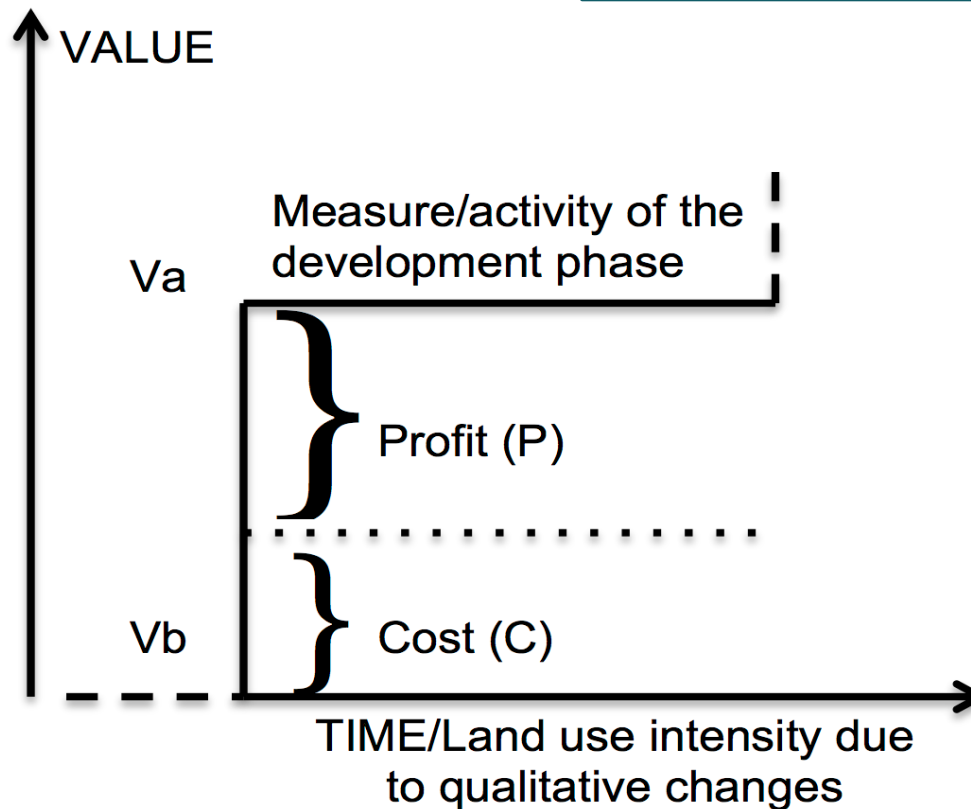 VALUE
Measure/activity of the
development phase
Va
Profit (P)
Vb
Cost (C)
TIME/Land use intensity due
to qualitative changes